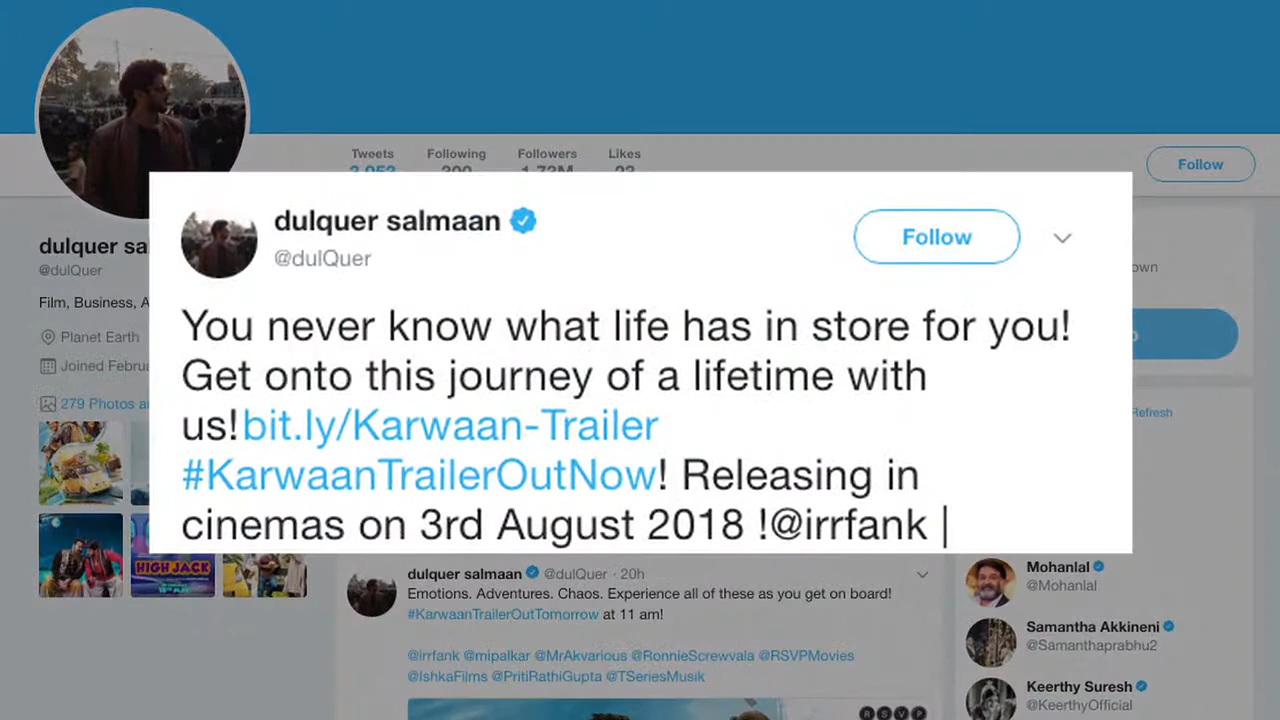 Tweets Following Followers Likes
Follow
dulquer salmaan
@dulQuer
Follow
You never know what life has in store for you!
Get onto this journey of a lifetime with
us!bit.ly/Karwaan-Trailer
#KarwaanTrailerOutNow! Releasing in
cinemas on 3rd August 2018 !@irrfank |
dulquer sa
@dulQuer
Film, Business, A
Planet Earth
Joined Febru
279 Photos a
HIGH JACK
Refresh
dulquer salmaan @dulQuer · 20h
Emotions. Adventures. Chaos. Experience all of these as you get on board!
#KarwaanTrailerOutTomorrow at 11 am!
@irrfank @mipalkar @MrAkvarious @RonnieScrewvala @RSVPMovies
@IshkaFilms @PritiRathiGupta @TSeriesMusik
RSVP
Mohanlal
@Mohanlal
Samantha Akkineni
@Samanthaprabhu2
Keerthy Suresh
@KeerthyOfficial